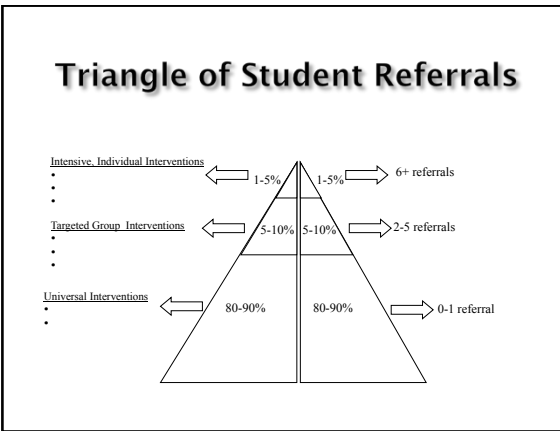 Triangle of Student Referrals
Intensive, Individual Interventions
•
•
•
1-5%
1-5%
6+ referrals
Targeted Group  Interventions
•
•
•
5-10%
5-10%
2-5 referrals
Universal Interventions
•
•
80-90%
80-90%
0-1 referral